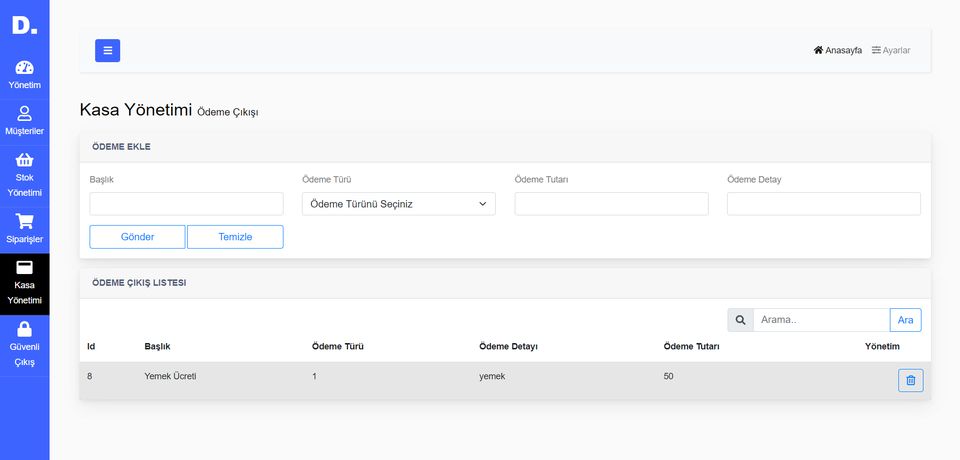 D.
Yönetim
Müşteriler
Stok
Yönetimi
Siparişler
Kasa
Yönetimi
Güvenli
Çıkış
Anasayfa Ayarlar
Kasa Yönetimi Ödeme Çıkışı
ÖDEME EKLE
Başlık Ödeme Türü Ödeme Tutarı Ödeme Detay
Ödeme Türünü Seçiniz
Gönder Temizle
ÖDEME ÇIKIŞ LISTESI
Arama.. Ara
Id Başlık Ödeme Türü Ödeme Detayı Ödeme Tutarı Yönetim
8 Yemek Ücreti 1 yemek 50